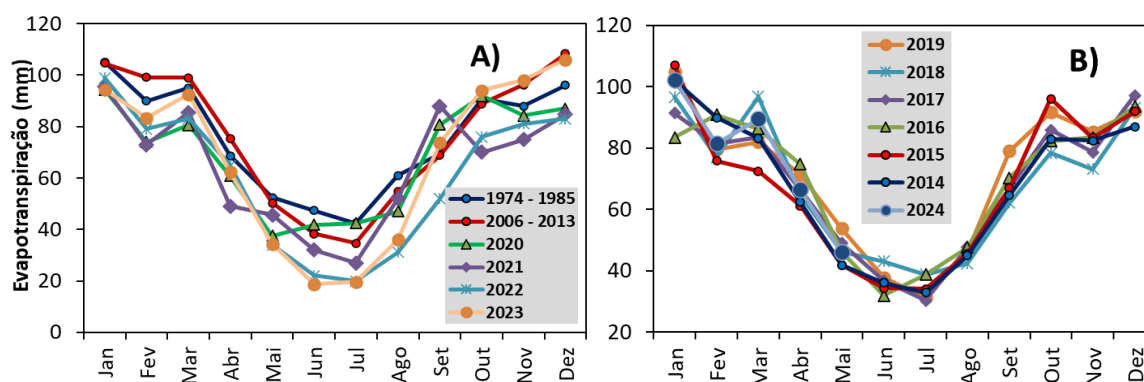 Evapotranspiração (mm)
120
100
80
60
40
20
0
A)
1974 - 1985
2006 - 2013
2020
2021
2022
2023
Jan
Fev
Mar
Abr
Mai
Jun
Jul
Ago
Set
Out
Nov
Dez
120
100
80
60
40
20
B)
2019
2018
2017
2016
2015
2014
2024
Jan
Fev
Mar
Abr
Mai
Jun
Jul
Ago
Set
Out
Nov
Dez